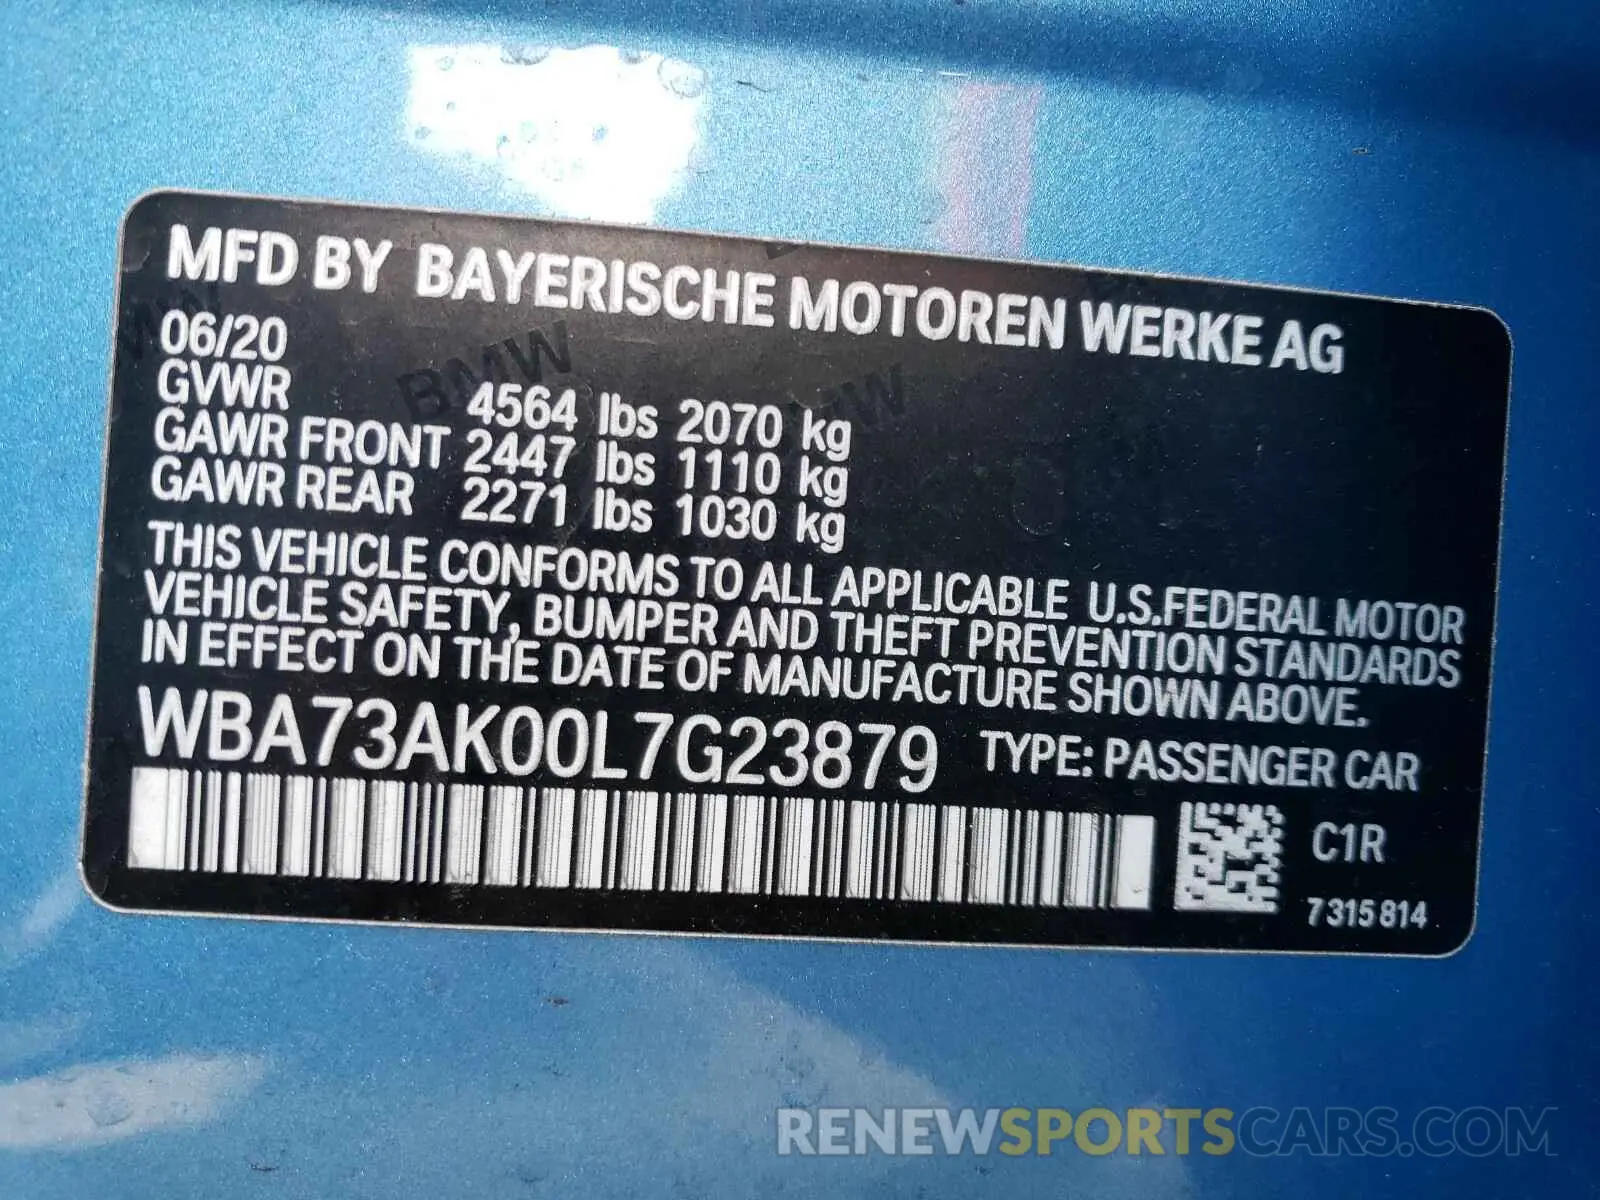 MFD BY BAYERISCHE MOTOREN WERKE AG
06/20
GVWR 4564 lbs 2070 kg
GAWR FRONT 2447 lbs 1110 kg
GAWR REAR 2271 lbs 1030 kg
THIS VEHICLE CONFORMS TO ALL APPLICABLE U.S.FEDERAL MOTOR
VEHICLE SAFETY, BUMPER AND THEFT PREVENTION STANDARDS
IN EFFECT ON THE DATE OF MANUFACTURE SHOWN ABOVE.
WBA73AK00L7G23879 TYPE: PASSENGER CAR
C1R
7315814
BMW
RENEWSPORTSCARS.COM